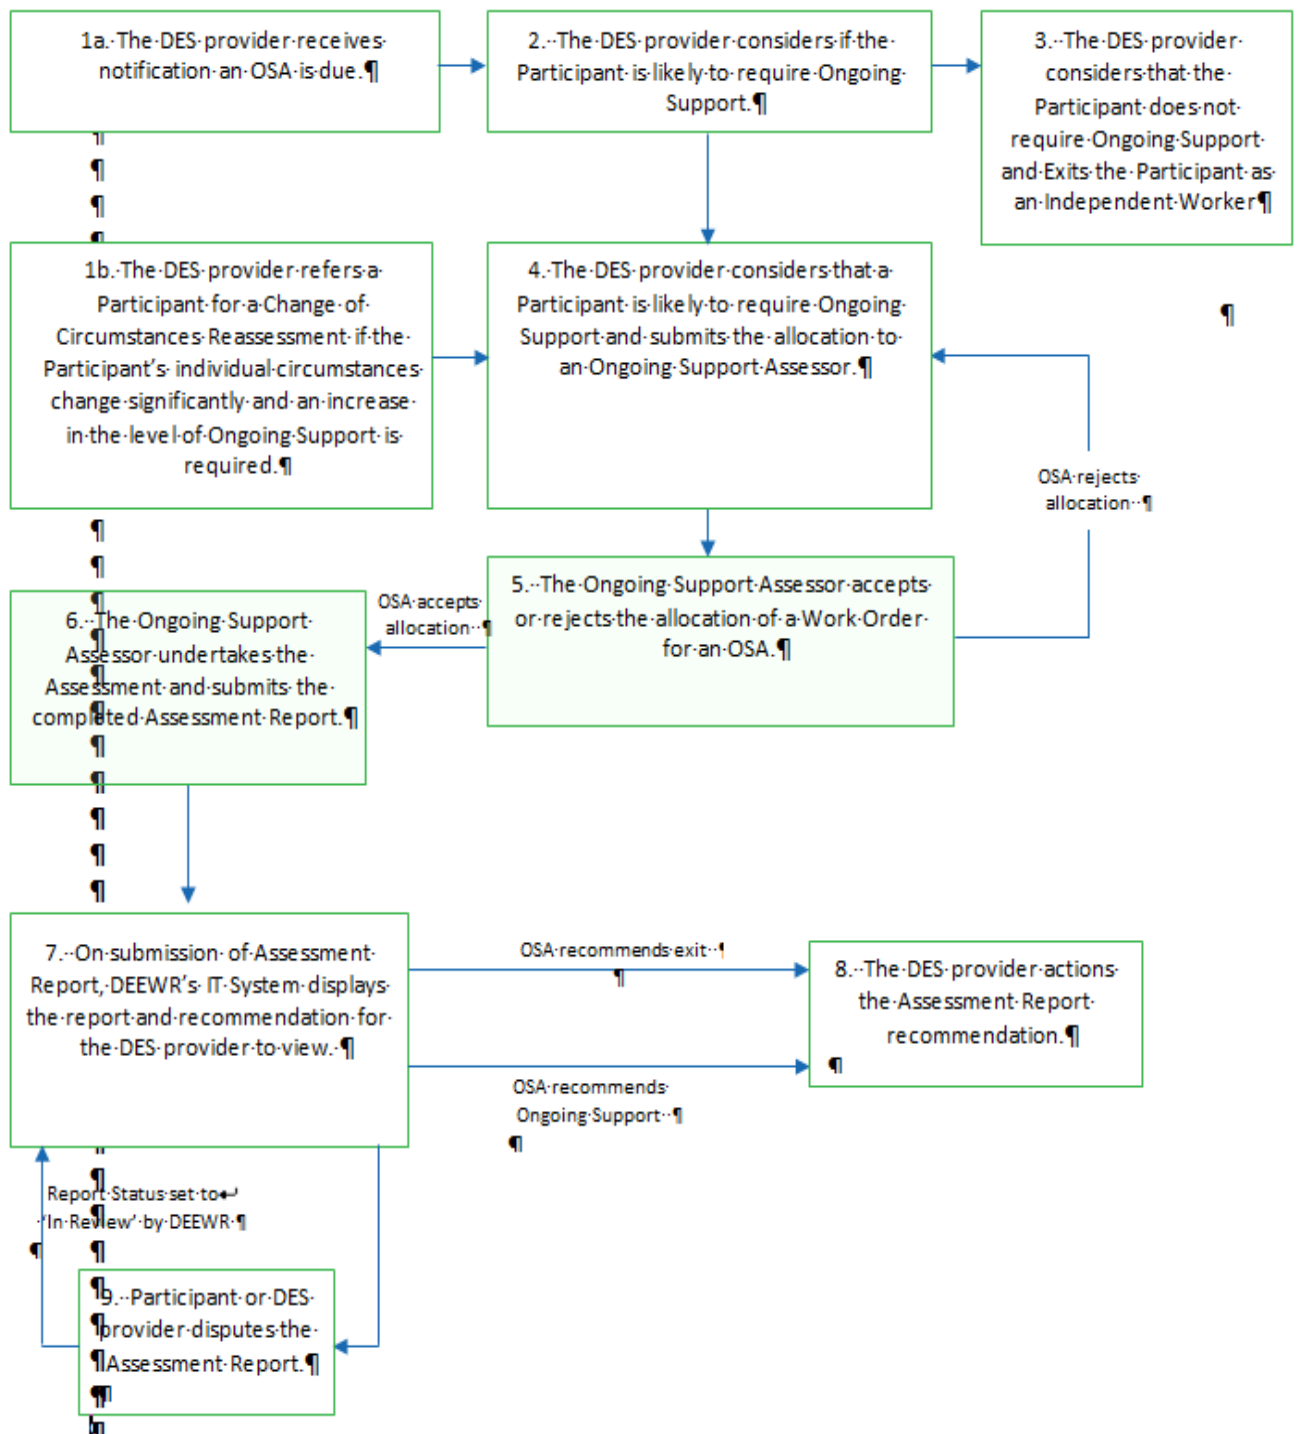 1a. The DES provider receives
notification an OSA is due.¶
2. The DES provider considers if the
Participant is likely to require Ongoing
Support.¶
3. The DES provider
considers that the
Participant does not
require Ongoing Support
and Exits the Participant as
an Independent Worker¶
1b. The DES provider refers a
Participant for a Change of
Circumstances Reassessment if the
Participant's individual circumstances
change significantly and an increase
in the level of Ongoing Support is
required.¶
4. The DES provider considers that a
Participant is likely to require Ongoing
Support and submits the allocation to
an Ongoing Support Assessor.¶
OSA rejects
allocation ¶
5. The Ongoing Support Assessor accepts
or rejects the allocation of a Work Order
for an OSA.¶
OSA accepts
allocation ¶
6. The Ongoing Support
Assessor undertakes the
Assessment and submits the
completed Assessment Report.¶
7. On submission of Assessment
Report, DEEWR's IT System displays
the report and recommendation for
the DES provider to view. ¶
OSA recommends exit ¶
¶
8. The DES provider actions
the Assessment Report
recommendation.¶
¶
OSA recommends
Ongoing Support ¶
¶
Report Status set to↵
'In Review' by DEEWR ¶
¶
9. Participant or DES
provider disputes the
Assessment Report.¶
¶